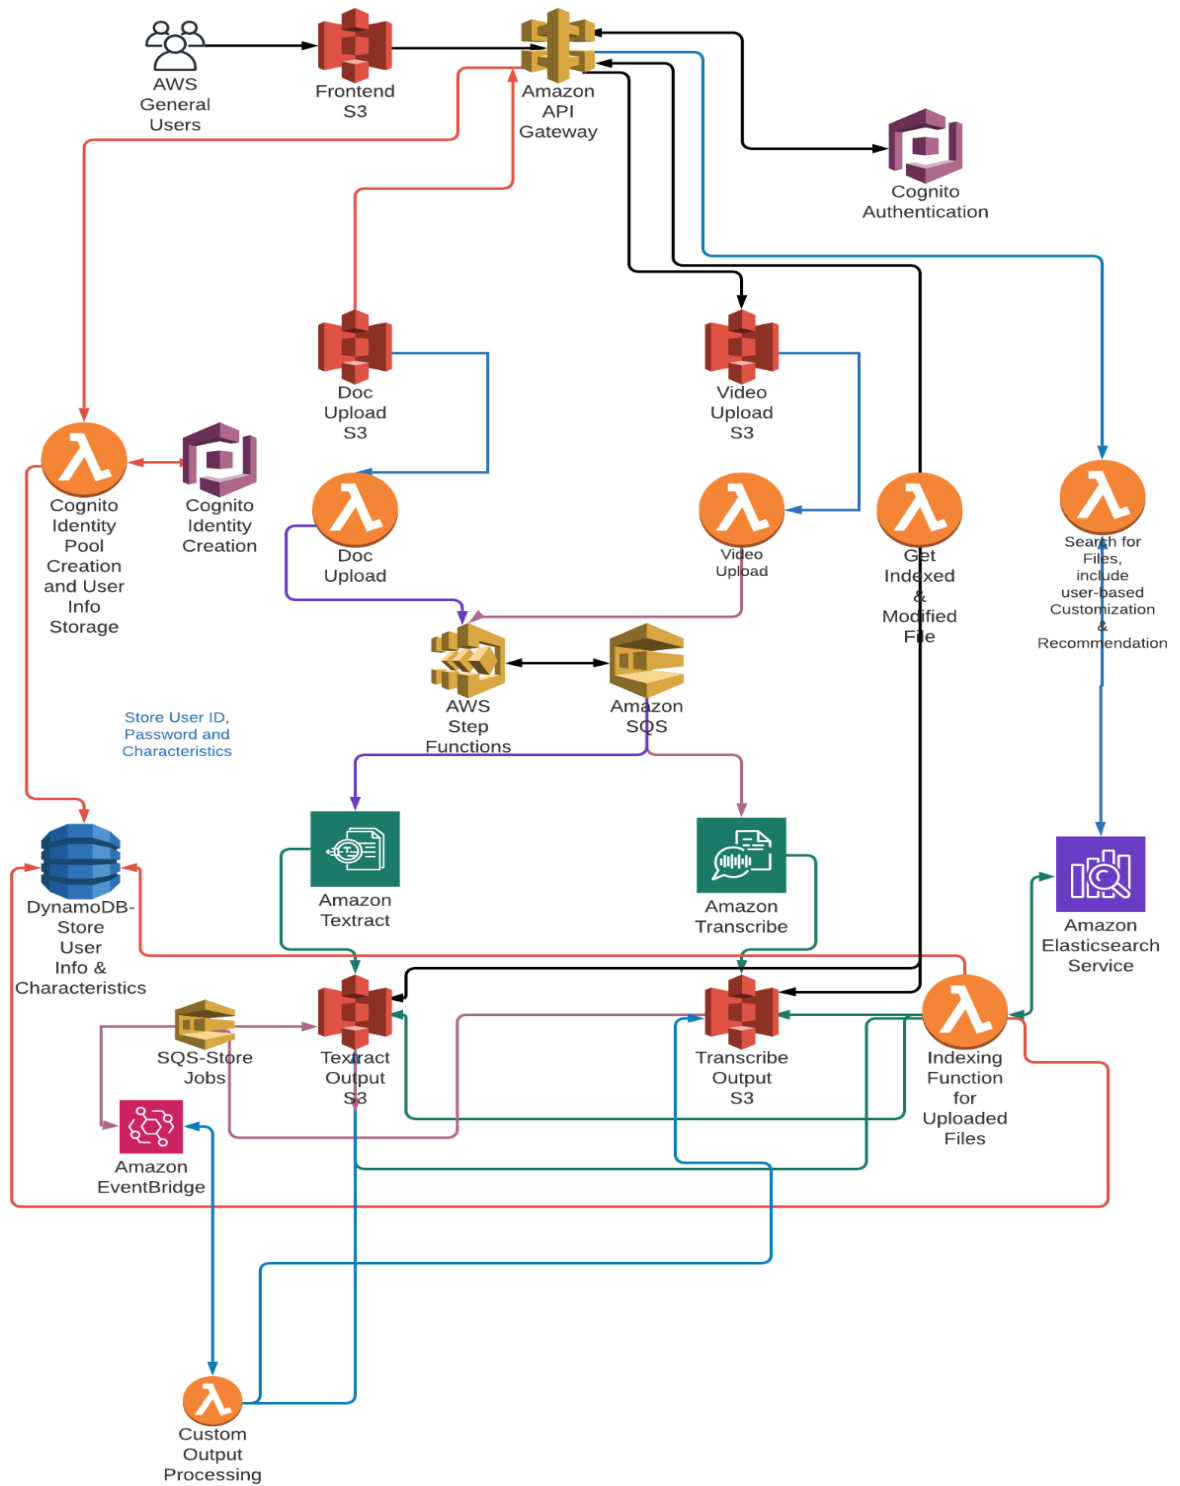 AWS
General
Users
Frontend
S3
Amazon
API
Gateway
Cognito
Authentication
Doc
Upload
S3
Video
Upload
S3
Cognito
Identity
Pool
Creation
and User
Info
Storage
Cognito
Identity
Creation
Doc
Upload
Video
Upload
Get
Indexed
&
Modified
File
Search for
Files,
include
user-based
Customization
&
Recommendation
AWS
Step
Functions
Amazon
SQS
Store User ID,
Password and
Characteristics
Amazon
Textract
Amazon
Transcribe
DynamoDB-
Store
User
Info &
Characteristics
Amazon
Elasticsearch
Service
SQS-Store
Jobs
Textract
Output
S3
Transcribe
Output
S3
Indexing
Function
for
Uploaded
Files
Amazon
EventBridge
Custom
Output
Processing